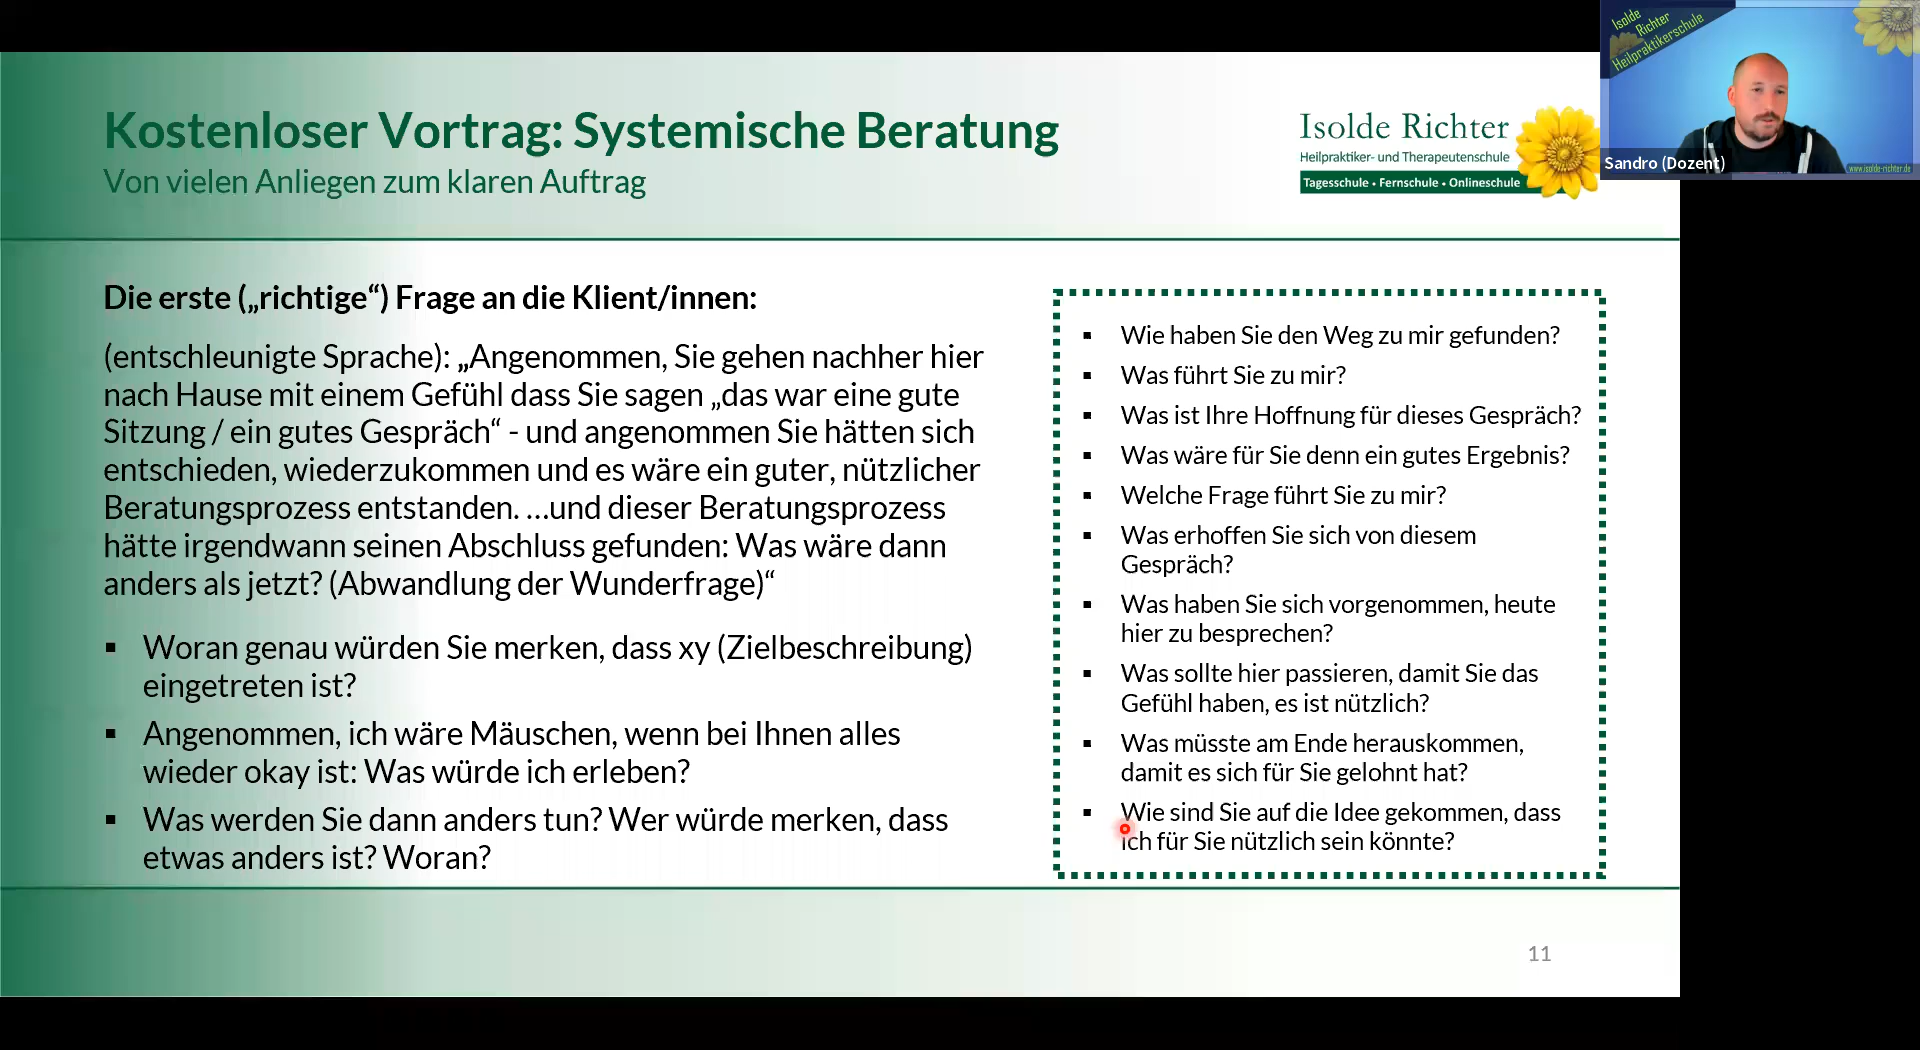 Kostenloser Vortrag: Systemische Beratung
Von vielen Anliegen zum klaren Auftrag
Isolde Richter
Heilpraktiker- und Therapeutenschule
Tagesschule • Fernschule • Onlineschule
Isolde
Richter
Heilpraktikerschule
Sandro (Dozent)
www.isolde-richter.de
Die erste („richtige“) Frage an die Klient/innen:
(entschleunigte Sprache): „Angenommen, Sie gehen nachher hier
nach Hause mit einem Gefühl dass Sie sagen „das war eine gute
Sitzung / ein gutes Gespräch“ - und angenommen Sie hätten sich
entschieden, wiederzukommen und es wäre ein guter, nützlicher
Beratungsprozess entstanden. …und dieser Beratungsprozess
hätte irgendwann seinen Abschluss gefunden: Was wäre dann
anders als jetzt? (Abwandlung der Wunderfrage)“
▪ Woran genau würden Sie merken, dass xy (Zielbeschreibung)
eingetreten ist?
▪ Angenommen, ich wäre Mäuschen, wenn bei Ihnen alles
wieder okay ist: Was würde ich erleben?
▪ Was werden Sie dann anders tun? Wer würde merken, dass
etwas anders ist? Woran?
▪ Wie haben Sie den Weg zu mir gefunden?
▪ Was führt Sie zu mir?
▪ Was ist Ihre Hoffnung für dieses Gespräch?
▪ Was wäre für Sie denn ein gutes Ergebnis?
▪ Welche Frage führt Sie zu mir?
▪ Was erhoffen Sie sich von diesem
Gespräch?
▪ Was haben Sie sich vorgenommen, heute
hier zu besprechen?
▪ Was sollte hier passieren, damit Sie das
Gefühl haben, es ist nützlich?
▪ Was müsste am Ende herauskommen,
damit es sich für Sie gelohnt hat?
▪ Wie sind Sie auf die Idee gekommen, dass
ich für Sie nützlich sein könnte?
11